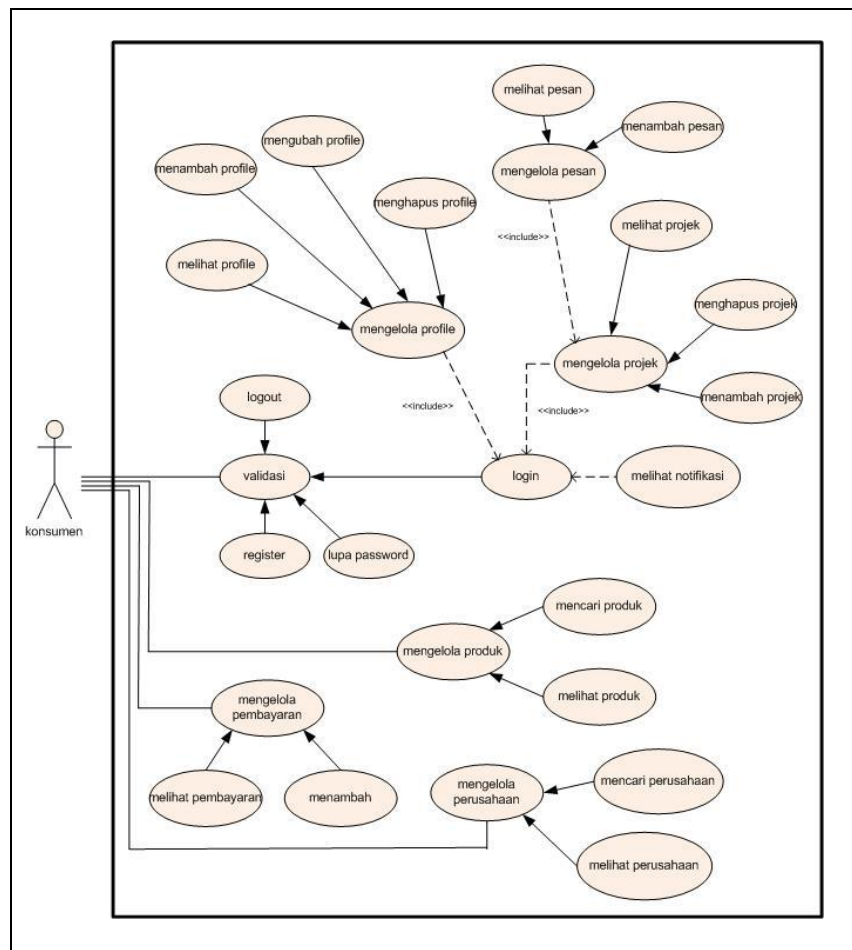 melihat pesan
menambah pesan
mengubah profile
mengelola pesan
menambah profile
menghapus profile
melihat projek
<<include>>
melihat profile
menghapus projek
mengelola profile
mengelola projek
menambah projek
logout
<<include>>
<<include>>
validasi
login
melihat notifikasi
konsumen
register
lupa password
mencari produk
mengelola produk
melihat produk
mengelola
pembayaran
melihat pembayaran
menambah
mengelola
perusahaan
mencari perusahaan
melihat perusahaan